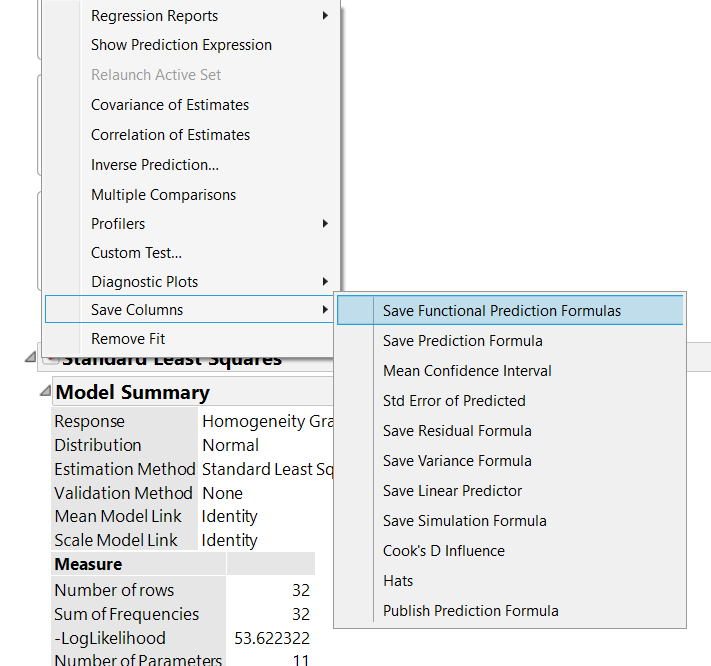 Regression Reports
Show Prediction Expression
Relaunch Active Set
Covariance of Estimates
Correlation of Estimates
Inverse Prediction...
Multiple Comparisons
Profilers
Custom Test...
Diagnostic Plots
Save Columns
Remove Fit
Save Functional Prediction Formulas
Save Prediction Formula
Mean Confidence Interval
Std Error of Predicted
Save Residual Formula
Save Variance Formula
Save Linear Predictor
Save Simulation Formula
Cook's D Influence
Hats
Publish Prediction Formula
Standard Least Squares
Model Summary
Response Homogeneity Gra
Distribution Normal
Estimation Method Standard Least Sq
Validation Method None
Mean Model Link Identity
Scale Model Link Identity
Measure
Number of rows 32
Sum of Frequencies 32
-LogLikelihood 53.622322
Number of Parameters 11